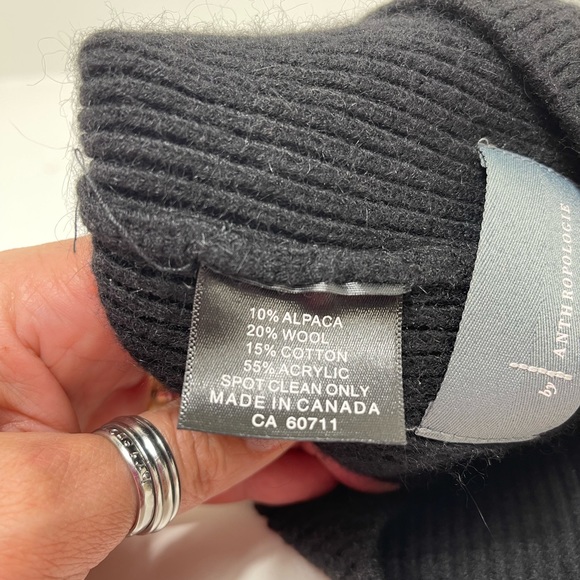 10% ALPACA
20% WOOL
15% COTTON
55% ACRYLIC
SPOT CLEAN ONLY
MADE IN CANADA
CA 60711
by ANTHROPOLOGIE